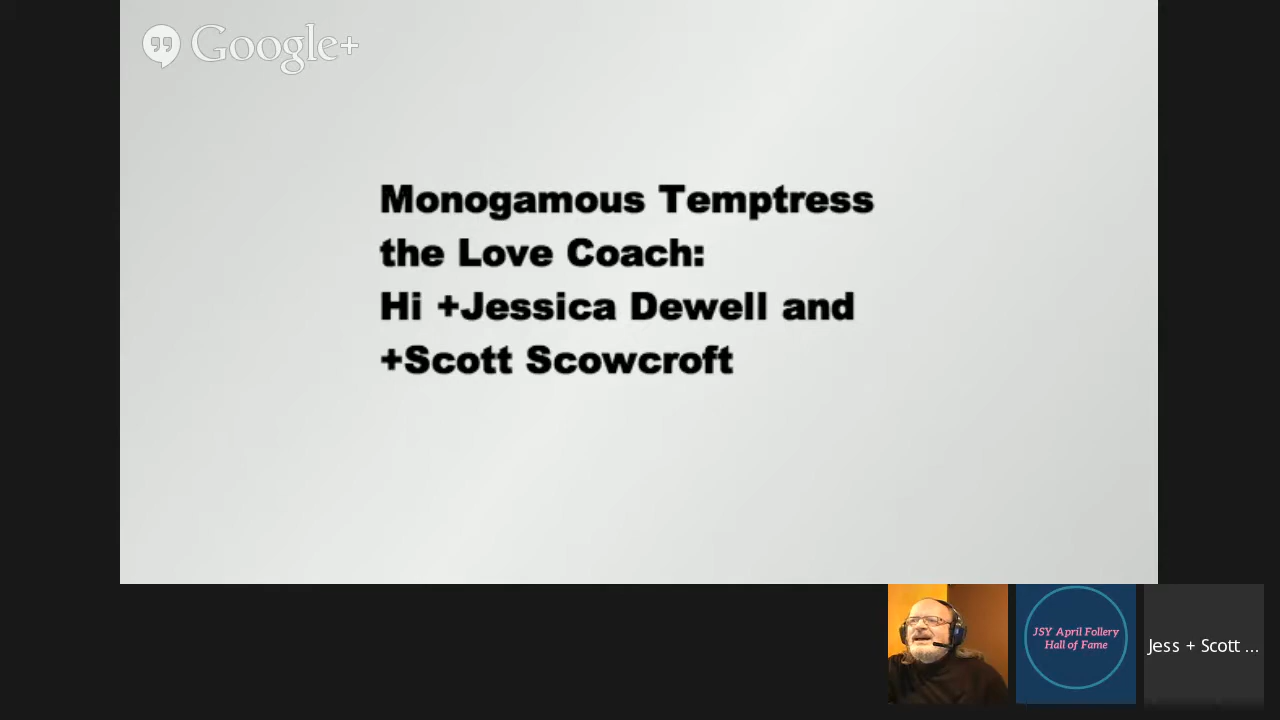 Google+
Monogamous Temptress
the Love Coach:
Hi +Jessica Dewell and
+Scott Scowcroft
JSY April Follery
Hall of Fame
Jess + Scott ...